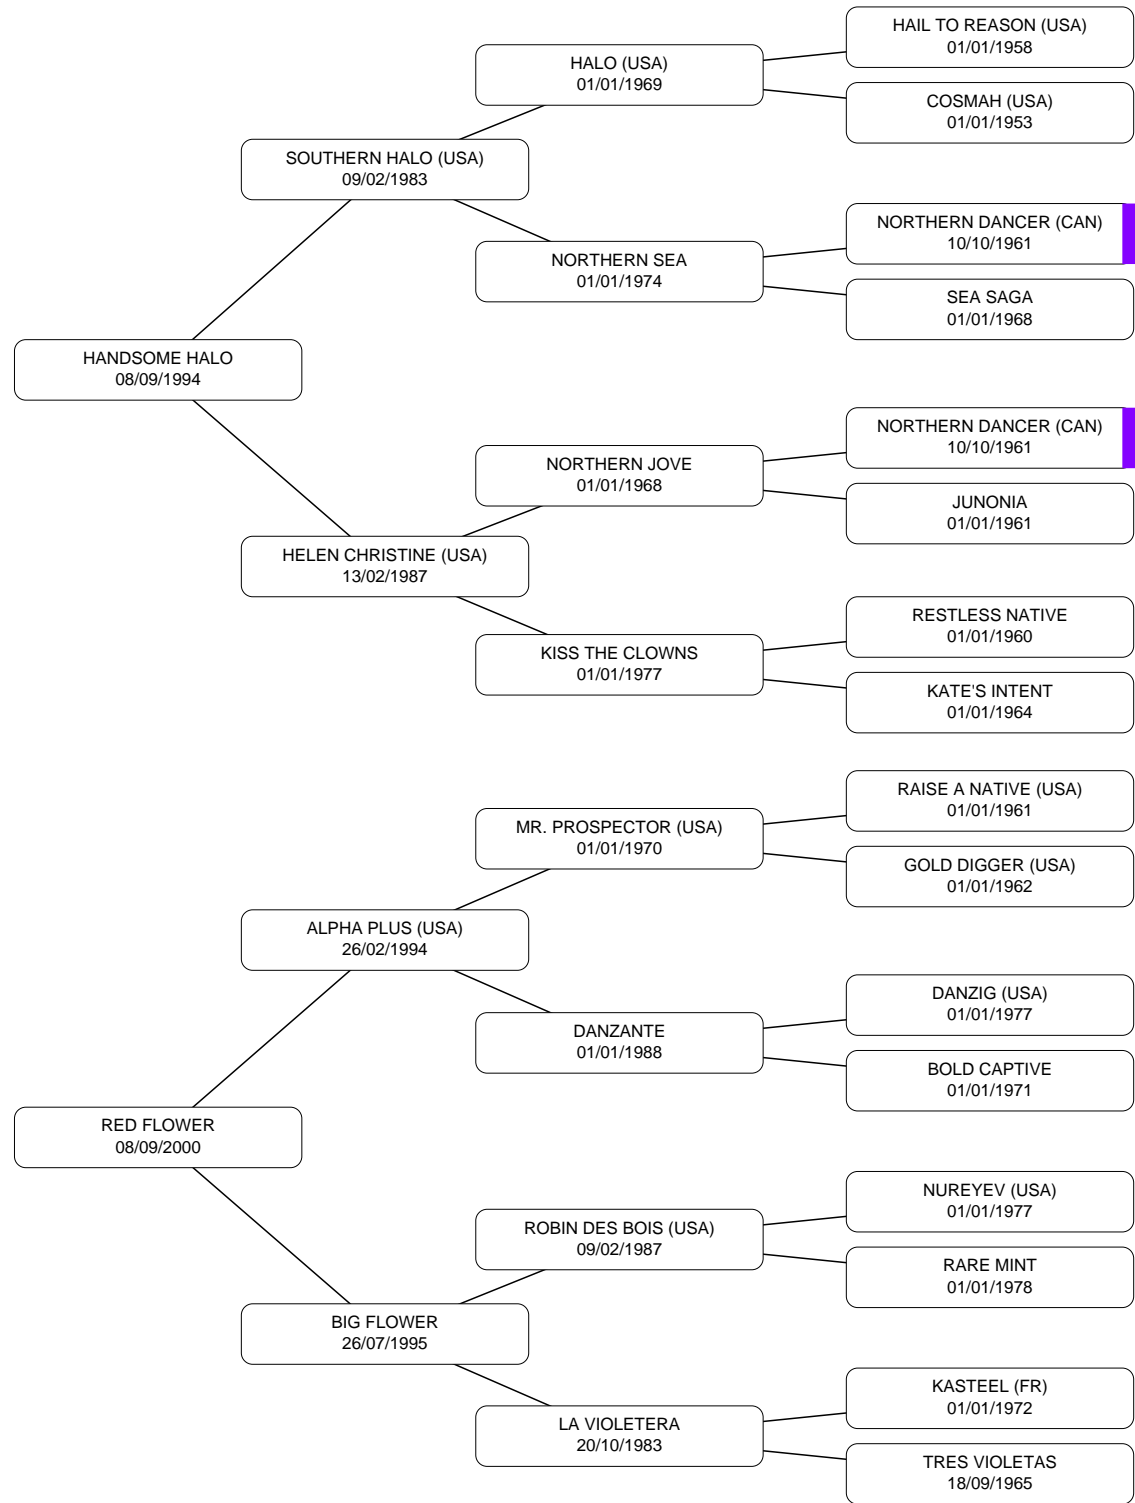 HAIL TO REASON (USA)
01/01/1958
HALO (USA)
01/01/1969
COSMAH (USA)
01/01/1953
SOUTHERN HALO (USA)
09/02/1983
NORTHERN DANCER (CAN)
10/10/1961
NORTHERN SEA
01/01/1974
SEA SAGA
01/01/1968
HANDSOME HALO
08/09/1994
NORTHERN DANCER (CAN)
10/10/1961
NORTHERN JOVE
01/01/1968
JUNONIA
01/01/1961
HELEN CHRISTINE (USA)
13/02/1987
RESTLESS NATIVE
01/01/1960
KISS THE CLOWNS
01/01/1977
KATE'S INTENT
01/01/1964
RAISE A NATIVE (USA)
01/01/1961
MR. PROSPECTOR (USA)
01/01/1970
GOLD DIGGER (USA)
01/01/1962
ALPHA PLUS (USA)
26/02/1994
DANZIG (USA)
01/01/1977
DANZANTE
01/01/1988
BOLD CAPTIVE
01/01/1971
RED FLOWER
08/09/2000
NUREYEV (USA)
01/01/1977
ROBIN DES BOIS (USA)
09/02/1987
RARE MINT
01/01/1978
BIG FLOWER
26/07/1995
KASTEEL (FR)
01/01/1972
LA VIOLETERA
20/10/1983
TRES VIOLETAS
18/09/1965